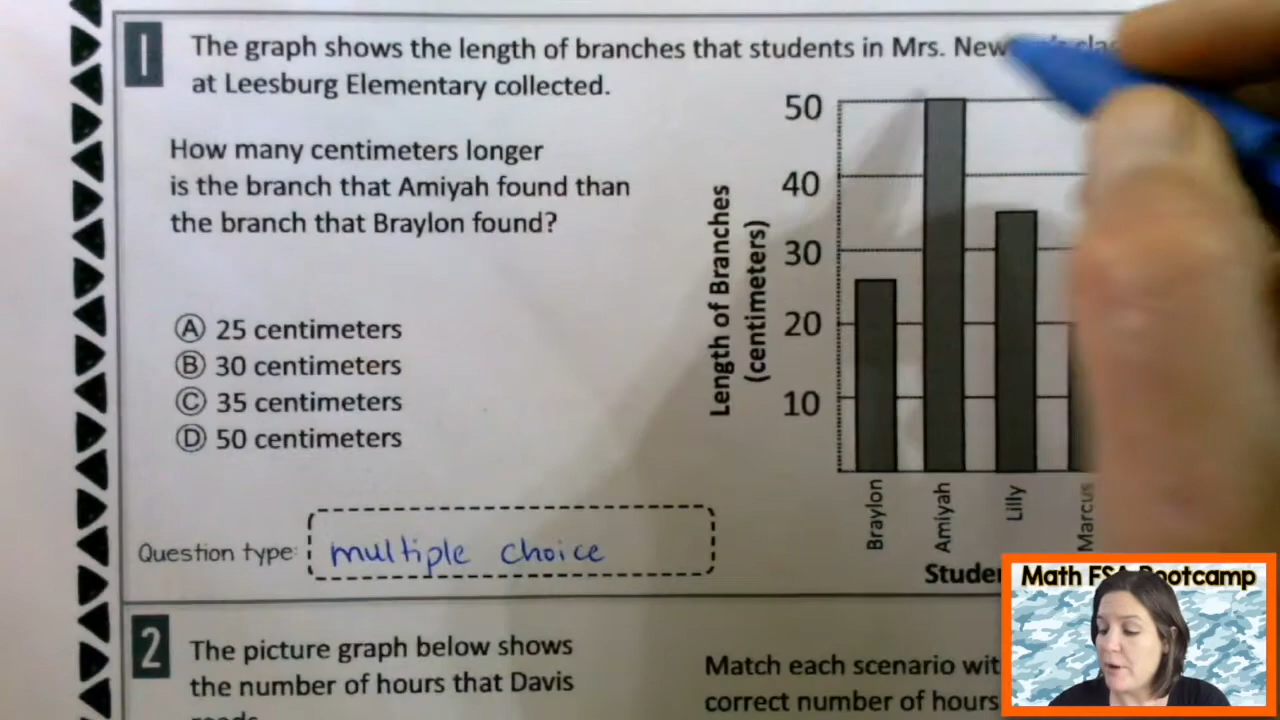 1
The graph shows the length of branches that students in Mrs.
at Leesburg Elementary collected.
How many centimeters longer
is the branch that Amiyah found than
the branch that Braylon found?
A 25 centimeters
B 30 centimeters
C 35 centimeters
D 50 centimeters
Question type: multiple choice
Length of Branches
(centimeters)
50
40
30
20
10
Braylon
Amiyah
Lilly
Marcus
2
The picture graph below shows
the number of hours that Davis
Match each scenario
correct number of hours
Math Bootcamp